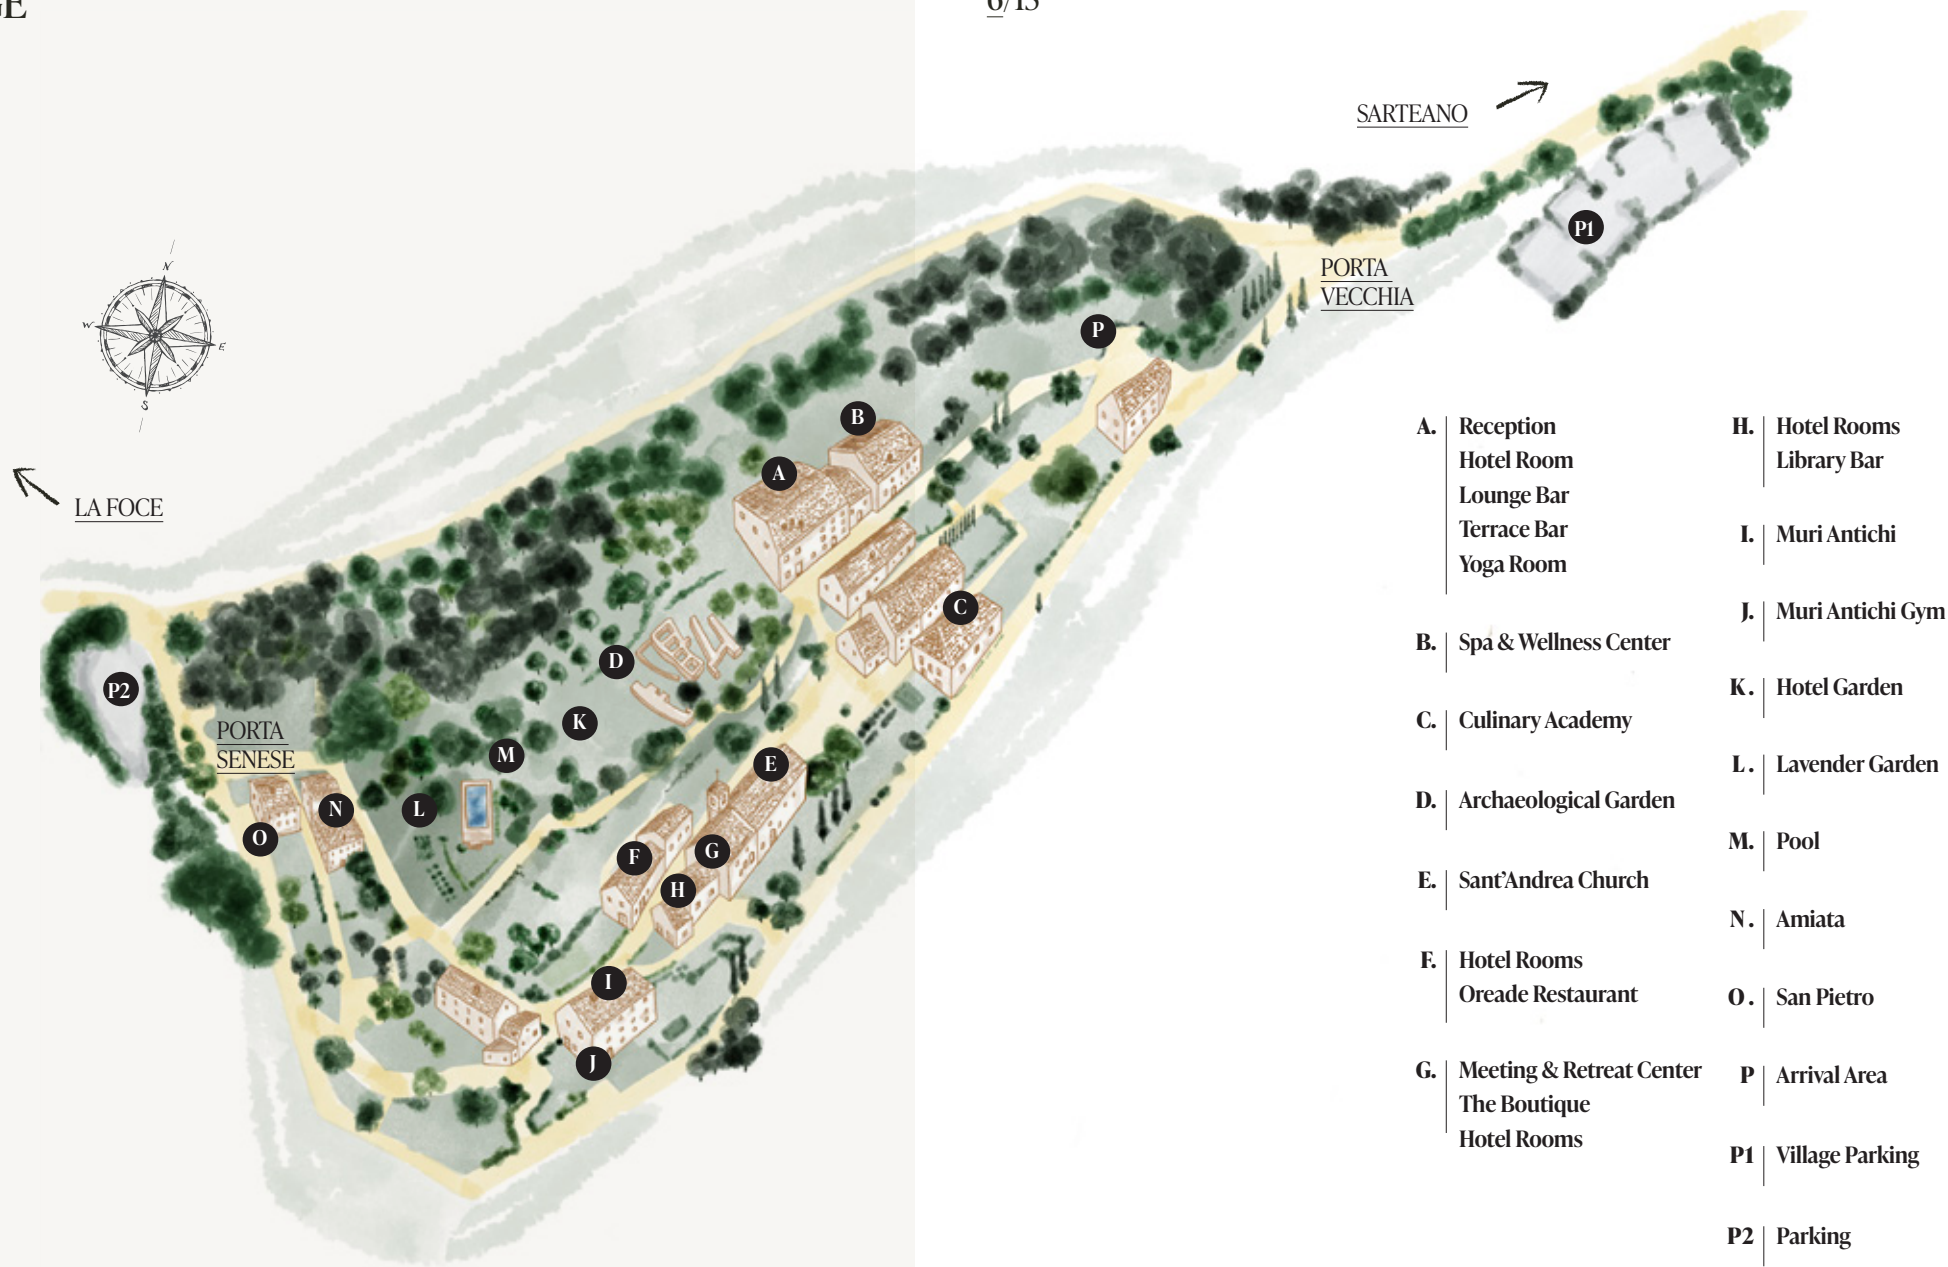 GE
6/13
SARTEANO
PORTA
VECCHIA
P1
P
B
A
N
W
E
S
LA FOCE
C
D
P2
K
PORTA
SENESE
M
E
L
N
O
G
F
H
I
J
A. Reception
Hotel Room
Lounge Bar
Terrace Bar
Yoga Room
B. Spa & Wellness Center
C. Culinary Academy
D. Archaeological Garden
E. Sant'Andrea Church
F. Hotel Rooms
Oreade Restaurant
G. Meeting & Retreat Center
The Boutique
Hotel Rooms
H. Hotel Rooms
Library Bar
I. Muri Antichi
J. Muri Antichi Gym
K. Hotel Garden
L. Lavender Garden
M. Pool
N. Amiata
O. San Pietro
P Arrival Area
P1 Village Parking
P2 Parking